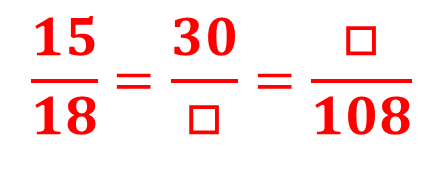 15/18 = 30/□ = □/108